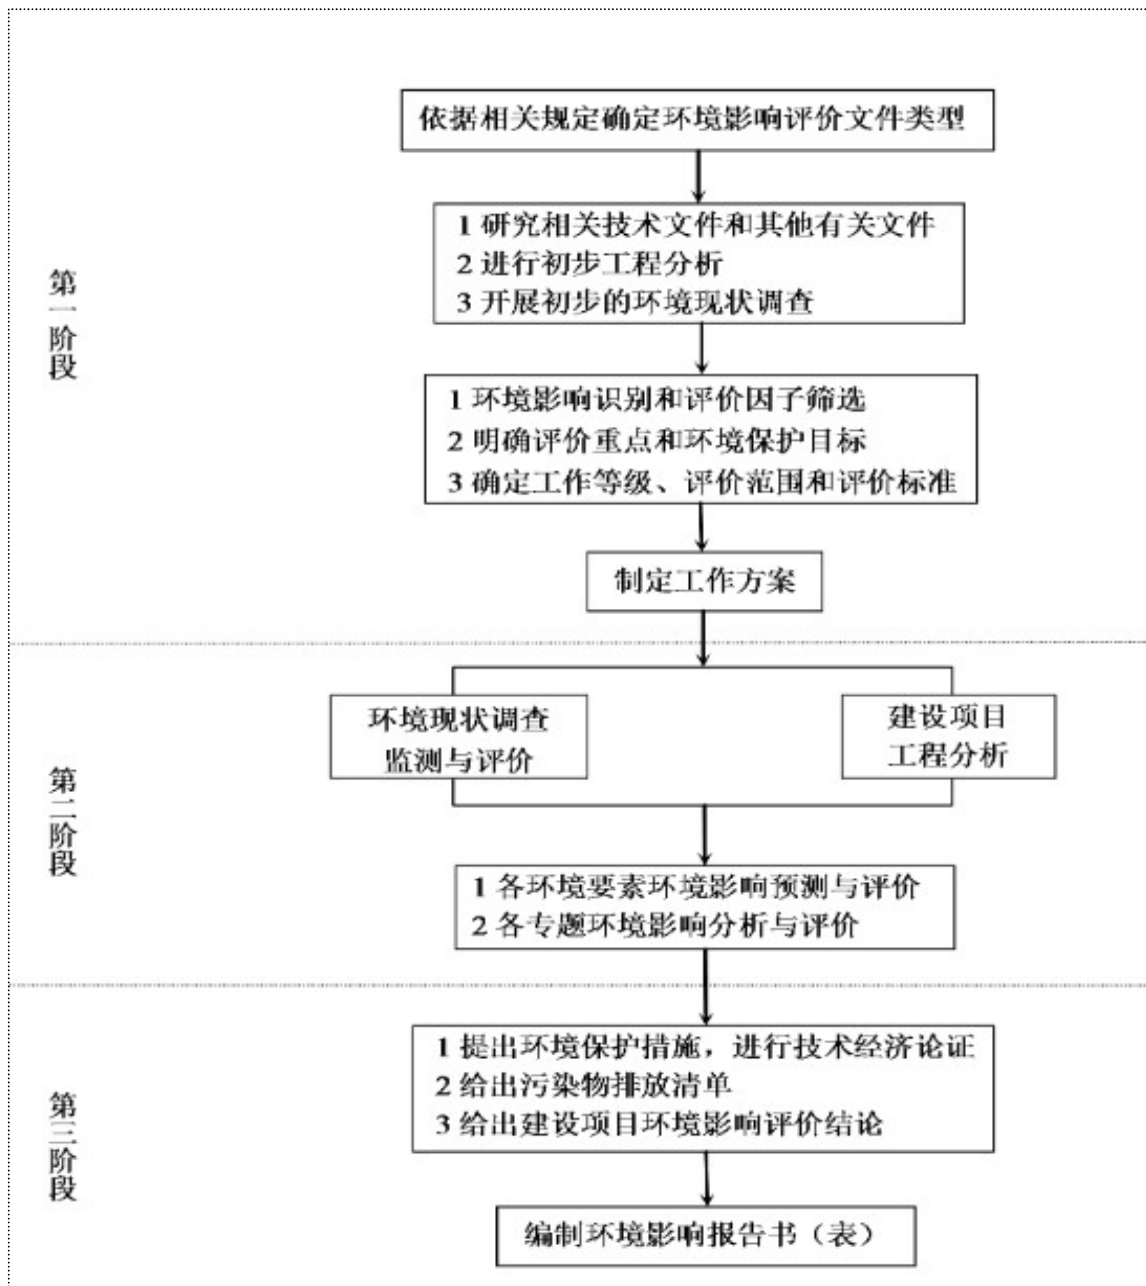 依据相关规定确定环境影响评价文件类型
第一阶段
1 研究相关技术文件和其他有关文件
2 进行初步工程分析
3 开展初步的环境现状调查
1 环境影响识别和评价因子筛选
2 明确评价重点和环境保护目标
3 确定工作等级、评价范围和评价标准
制定工作方案
第二阶段
环境现状调查
监测与评价
建设项目
工程分析
1 各环境要素环境影响预测与评价
2 各专题环境影响分析与评价
第三阶段
1 提出环境保护措施，进行技术经济论证
2 给出污染物排放清单
3 给出建设项目环境影响评价结论
编制环境影响报告书（表）